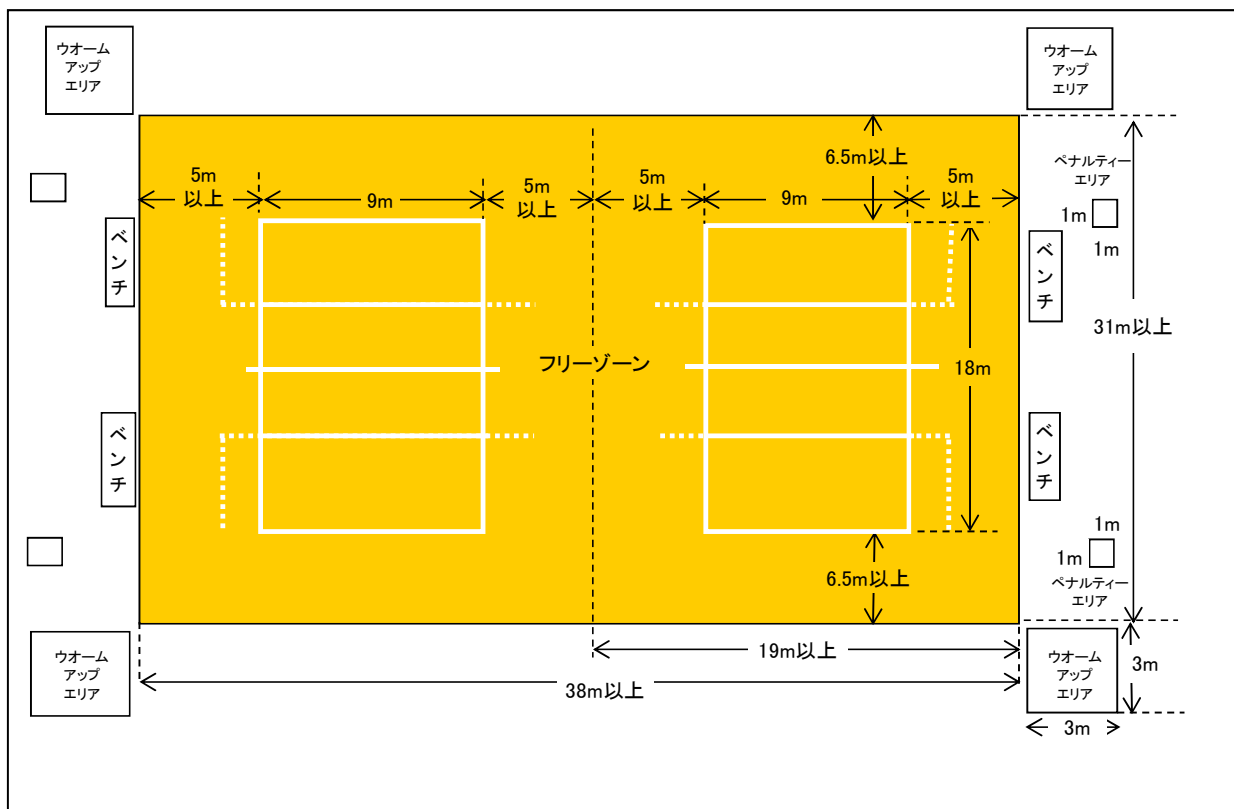 ウオーム
アップ
エリア
ウオーム
アップ
エリア
5m
以上
9m
5m
以上
5m
以上
9m
6.5m以上
5m
以上
ペナルティー
エリア
1m
1m
ベンチ
ベンチ
31m以上
フリーゾーン
18m
ベンチ
ベンチ
1m
1m
ペナルティー
エリア
6.5m以上
ウオーム
アップ
エリア
19m以上
38m以上
ウオーム
アップ
エリア
3m
3m